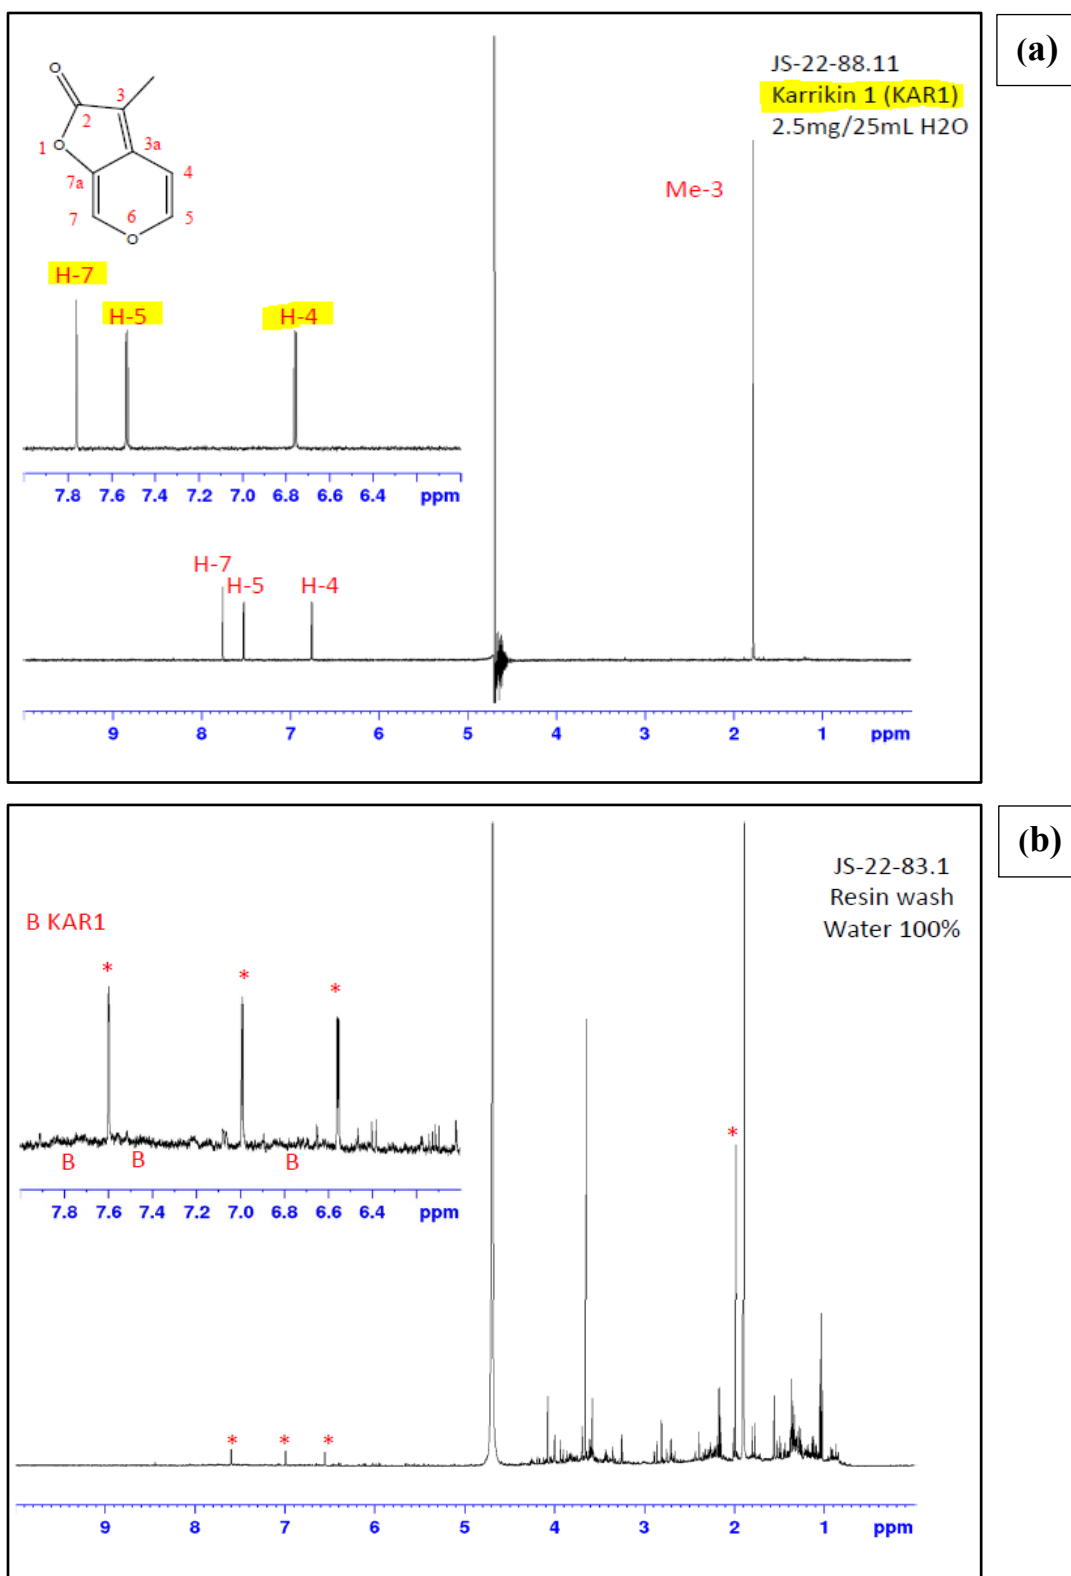 (a)
JS-22-88.11
Karrikin 1 (KAR1)
2.5mg/25mL H2O
O
3
2
1
O
3a
7a
4
7
6
5
O
Me-3
H-7
H-5
H-4
7.8 7.6 7.4 7.2 7.0 6.8 6.6 6.4 ppm
H-7
H-5
H-4
9 8 7 6 5 4 3 2 1 ppm
(b)
JS-22-83.1
Resin wash
Water 100%
B KAR1
* * *
B B B
7.8 7.6 7.4 7.2 7.0 6.8 6.6 6.4 ppm
*
* * *
9 8 7 6 5 4 3 2 1 ppm